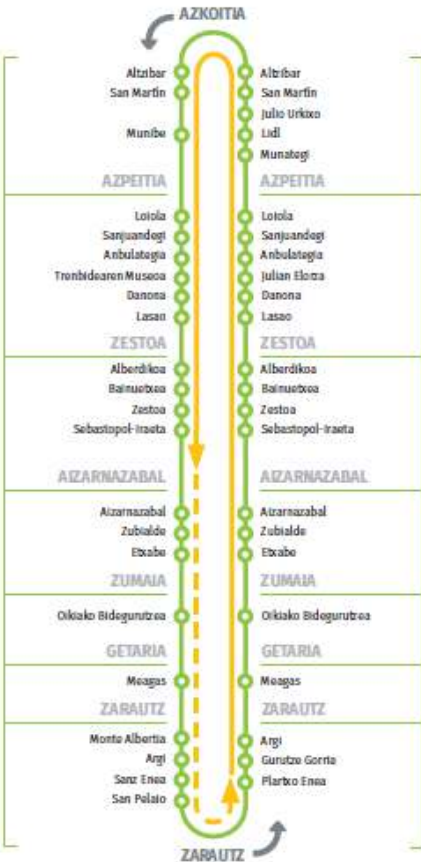 AZKOITIA
Altzibar
San Martin
Munibe
AZPEITIA
Loiola
Sanjuandegi
Anbulategia
Trenbidearen Museoa
Danona
Lasao
ZESTOA
Alberdikoa
Bainuetxea
Zestoa
Sebastopol-Iraeta
AIZARNAZABAL
Aizarnazabal
Zubialde
Etxabe
ZUMAIA
Oikiako Bidegurutzea
GETARIA
Meagas
ZARAUTZ
Monte Albertia
Argi
Sanz Enea
San Pelaio
Altzibar
San Martin
Julio Urkixo
Lidl
Munategi
AZPEITIA
Loiola
Sanjuandegi
Anbulategia
Julian Elorza
Danona
Lasao
ZESTOA
Alberdikoa
Bainuetxea
Zestoa
Sebastopol-Iraeta
AIZARNAZABAL
Aizarnazabal
Zubialde
Etxabe
ZUMAIA
Oikiako Bidegurutzea
GETARIA
Meagas
ZARAUTZ
Argi
Gurutze Gorria
Plartxo Enea
ZARAUTZ